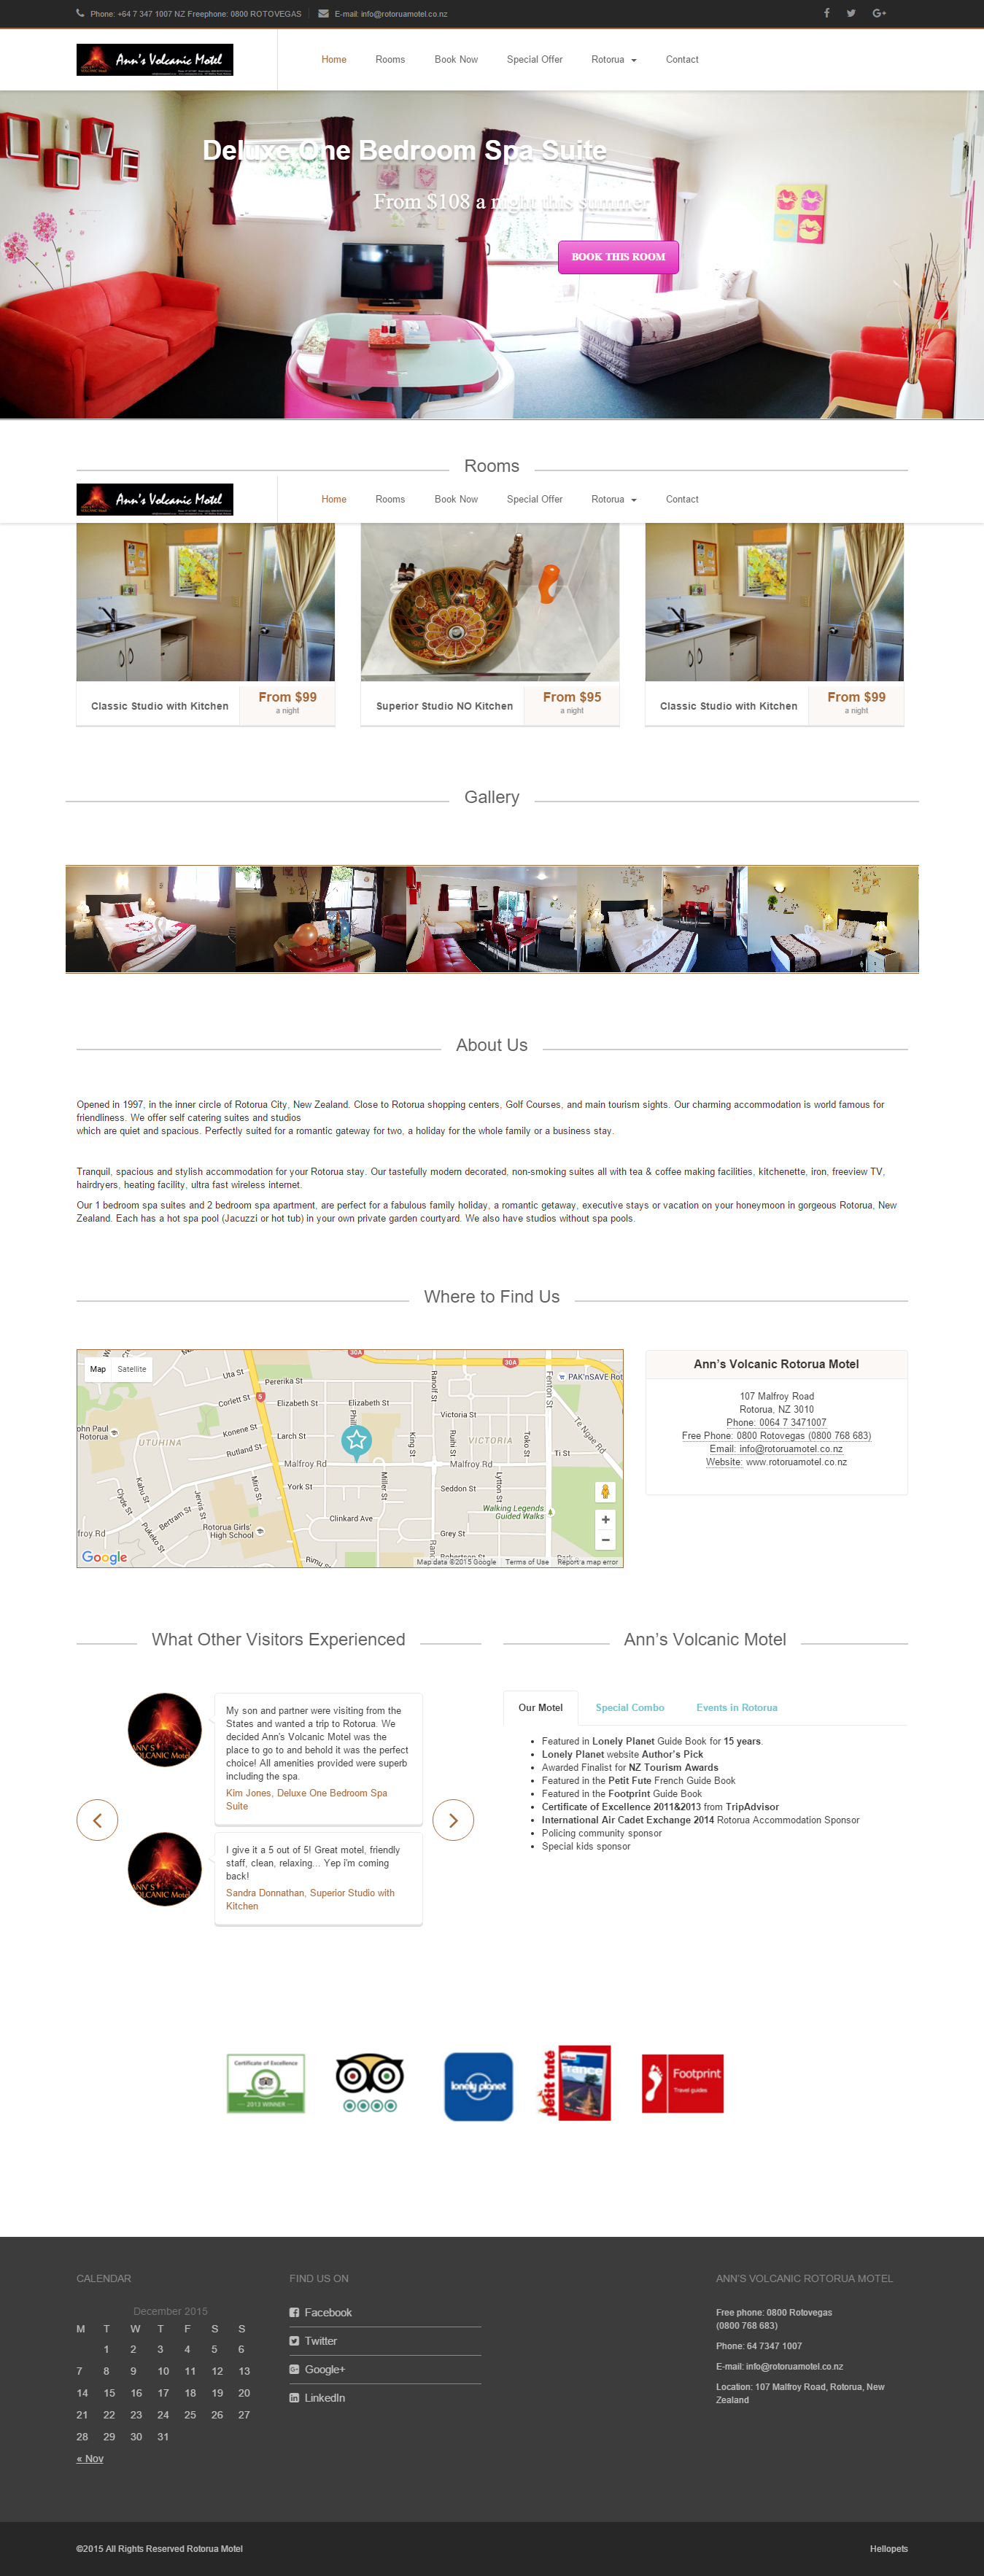 Phone: +64 7 347 1007 NZ Freephone: 0800 ROTOVEGAS
E-mail: info@rotoruamotel.co.nz
Ann's Volcanic Motel
Home Rooms Book Now Special Offer Rotorua Contact
Deluxe One Bedroom Spa Suite
From $108 a night this summer
BOOK THIS ROOM
Rooms
Ann's Volcanic Motel
Home Rooms Book Now Special Offer Rotorua Contact
Classic Studio with Kitchen
From $99
a night
Superior Studio NO Kitchen
From $95
a night
Classic Studio with Kitchen
From $99
a night
Gallery
About Us
Opened in 1997, in the inner circle of Rotorua City, New Zealand. Close to Rotorua shopping centers, Golf Courses, and main tourism sights. Our charming accommodation is world famous for
friendliness. We offer self catering suites and studios
which are quiet and spacious. Perfectly suited for a romantic gateway for two, a holiday for the whole family or a business stay.
Tranquil, spacious and stylish accommodation for your Rotorua stay. Our tastefully modern decorated, non-smoking suites all with tea & coffee making facilities, kitchenette, iron, freeview TV,
hairdryers, heating facility, ultra fast wireless internet.
Our 1 bedroom spa suites and 2 bedroom spa apartment, are perfect for a fabulous family holiday, a romantic getaway, executive stays or vacation on your honeymoon in gorgeous Rotorua, New
Zealand. Each has a hot spa pool (Jacuzzi or hot tub) in your own private garden courtyard. We also have studios without spa pools.
Where to Find Us
Map Satellite
Uta St
Pererika St
30A
30A
PAK'nSAVE Rot
Corlett St
5
Elizabeth St
Elizabeth St
Ranolf St
Fenton St
Victoria St
John Paul
Rotorua
UTUHINA
Konene St
Rutland St
Larch St
Phill
King St
Ruihi St
VICTORIA
Toko St
Te Ngae Rd
Ti St
Malfroy Rd
Malfroy Rd
Miro St
York St
Miller St
Lytton St
Seddon St
Kahu St
Clyde St
Jervis St
Pukeko St
Bertram St
Clinkard Ave
Walking Legends
Guided Walks
Rotorua Girls'
High School
Grey St
malfroy Rd
Rimu St
Robertson St
Google
Map data ©2015 Google Terms of Use Report a map error
Ann's Volcanic Rotorua Motel
107 Malfroy Road
Rotorua, NZ 3010
Phone: 0064 7 3471007
Free Phone: 0800 Rotovegas (0800 768 683)
Email: info@rotoruamotel.co.nz
Website: www.rotoruamotel.co.nz
What Other Visitors Experienced
My son and partner were visiting from the
States and wanted a trip to Rotorua. We
decided Ann's Volcanic Motel was the
place to go to and behold it was the perfect
choice! All amenities provided were superb
including the spa.
Kim Jones, Deluxe One Bedroom Spa
Suite
ANN'S
VOLCANIC Motel
I give it a 5 out of 5! Great motel, friendly
staff, clean, relaxing... Yep i'm coming
back!
Sandra Donnathan, Superior Studio with
Kitchen
ANN'S
VOLCANIC Motel
Ann's Volcanic Motel
Our Motel Special Combo Events in Rotorua
Featured in Lonely Planet Guide Book for 15 years.
Lonely Planet website Author's Pick
Awarded Finalist for NZ Tourism Awards
Featured in the Petit Fute French Guide Book
Featured in the Footprint Guide Book
Certificate of Excellence 2011&2013 from TripAdvisor
International Air Cadet Exchange 2014 Rotorua Accommodation Sponsor
Policing community sponsor
Special kids sponsor
Certificate of Excellence
2013 WINNER
lonely planet
petit futé
france
Footprint
Travel guides
CALENDAR
December 2015
M T W T F S S
1 2 3 4 5 6
7 8 9 10 11 12 13
14 15 16 17 18 19 20
21 22 23 24 25 26 27
28 29 30 31
« Nov
FIND US ON
Facebook
Twitter
Google+
LinkedIn
ANN'S VOLCANIC ROTORUA MOTEL
Free phone: 0800 Rotovegas
(0800 768 683)
Phone: 64 7347 1007
E-mail: info@rotoruamotel.co.nz
Location: 107 Malfroy Road, Rotorua, New
Zealand
©2015 All Rights Reserved Rotorua Motel
Hellopets